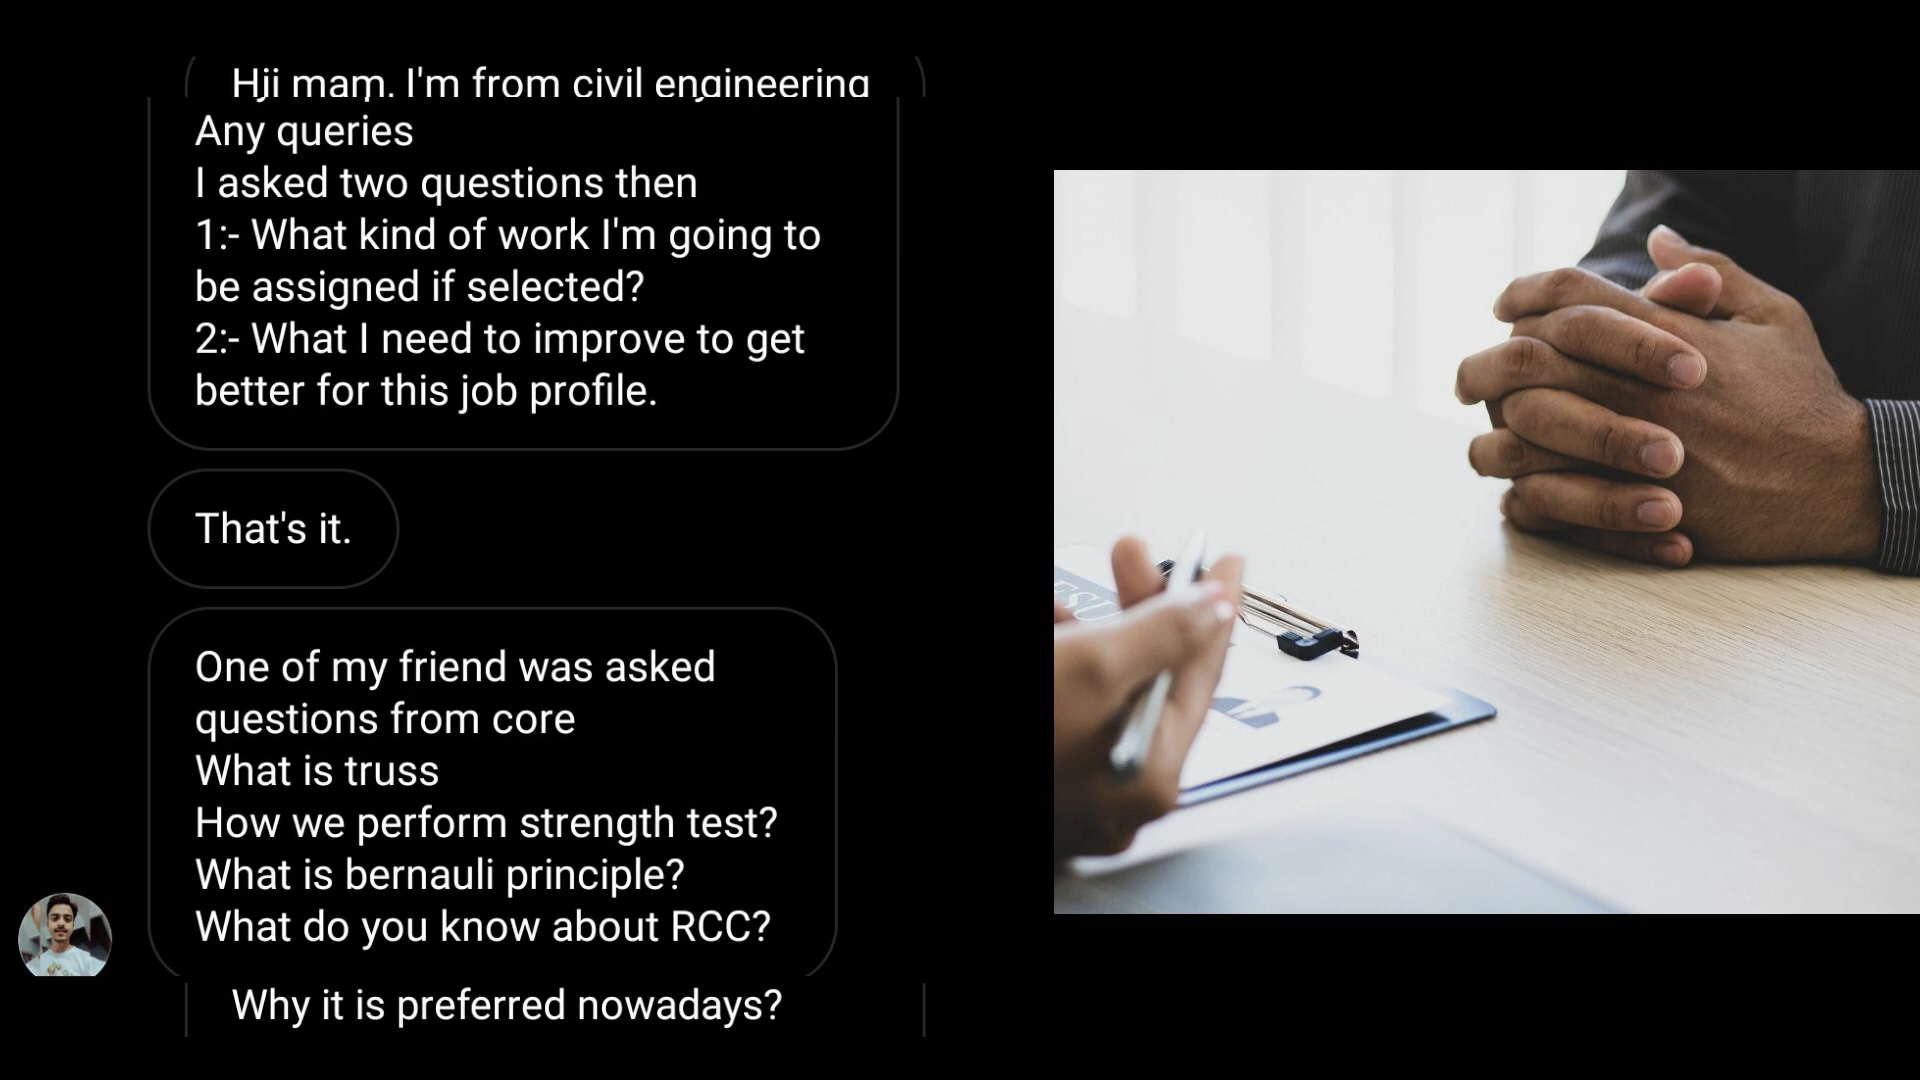 Hii mam. I'm from civil engineering
Any queries
I asked two questions then
1:- What kind of work I'm going to
be assigned if selected?
2:- What I need to improve to get
better for this job profile.
That's it.
One of my friend was asked
questions from core
What is truss
How we perform strength test?
What is bernauli principle?
What do you know about RCC?
Why it is preferred nowadays?